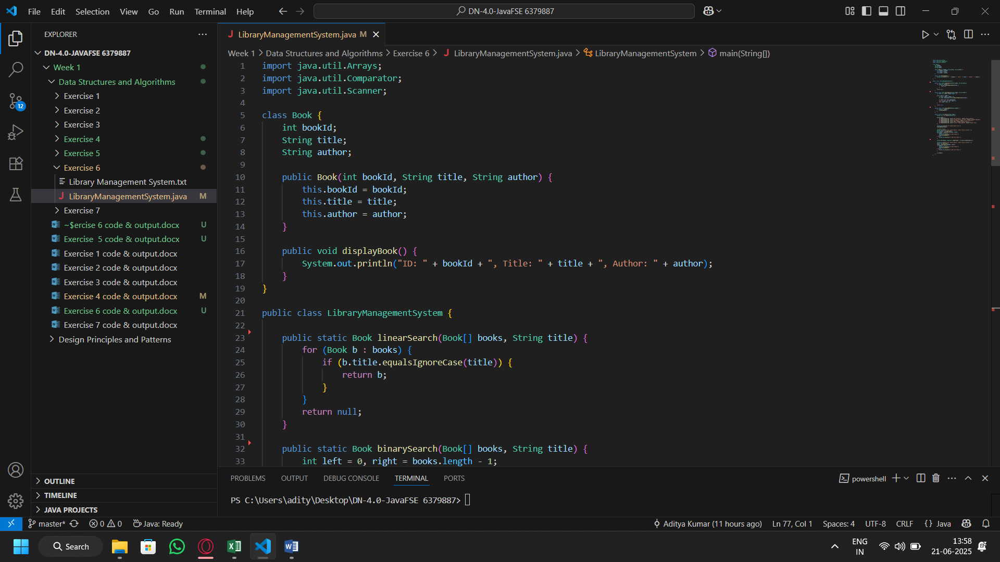 File Edit Selection View Go Run Terminal Help
DN-4.0-JavaFSE 6379887
EXPLORER
DN-4.0-JAVAFSE 6379887
Week 1
Data Structures and Algorithms
Exercise 1
Exercise 2
Exercise 3
Exercise 4
Exercise 5
Exercise 6
Library Management System.txt
LibraryManagementSystem.java M
Exercise 7
~$ercise 6 code & output.docx U
Exercise  5 code & output.docx U
Exercise 1 code & output.docx
Exercise 2 code & output.docx
Exercise 3 code & output.docx
Exercise 4 code & output.docx M
Exercise 6 code & output.docx U
Exercise 7 code & output.docx
Design Principles and Patterns
OUTLINE
TIMELINE
JAVA PROJECTS
12
LibraryManagementSystem.java M
Week 1 > Data Structures and Algorithms > Exercise 6 > LibraryManagementSystem.java > LibraryManagementSystem > main(String[])
1 import java.util.Arrays;
2 import java.util.Comparator;
3 import java.util.Scanner;
4
5 class Book {
6 int bookId;
7 String title;
8 String author;
9
10 public Book(int bookId, String title, String author) {
11 this.bookId = bookId;
12 this.title = title;
13 this.author = author;
14 }
15
16 public void displayBook() {
17 System.out.println("ID: " + bookId + ", Title: " + title + ", Author: " + author);
18 }
19 }
20
21 public class LibraryManagementSystem {
22
23 public static Book linearSearch(Book[] books, String title) {
24 for (Book b : books) {
25 if (b.title.equalsIgnoreCase(title)) {
26 return b;
27 }
28 }
29 return null;
30 }
31
32 public static Book binarySearch(Book[] books, String title) {
33 int left = 0, right = books.length - 1;
PROBLEMS OUTPUT DEBUG CONSOLE TERMINAL PORTS
powershell
PS C:\Users\adity\Desktop\DN-4.0-JavaFSE 6379887>
master* 0 0 Java: Ready
Aditya Kumar (11 hours ago) Ln 77, Col 1 Spaces: 4 UTF-8 CRLF {} Java
Search
ENG
IN
13:58
21-06-2025